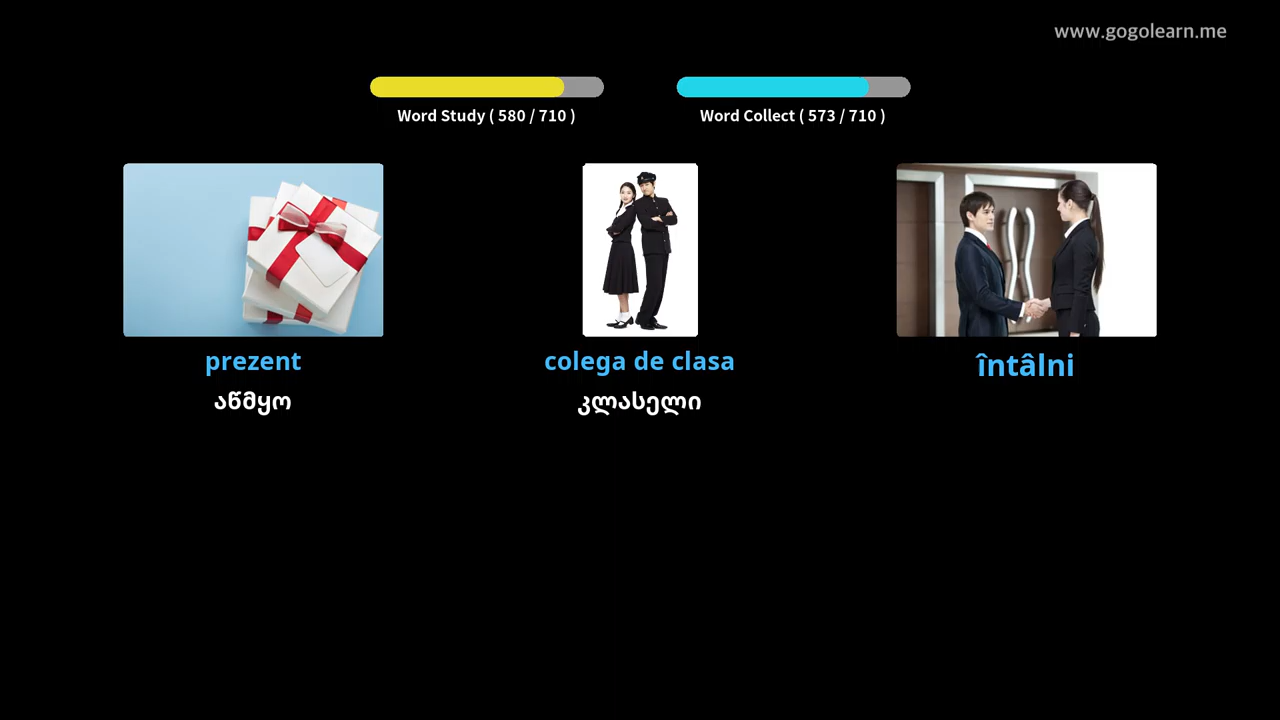 www.gogolearn.me
Word Study ( 580 / 710 )
Word Collect ( 573 / 710 )
prezent
colega de clasa
întâlni
აწმყო
კლასელი